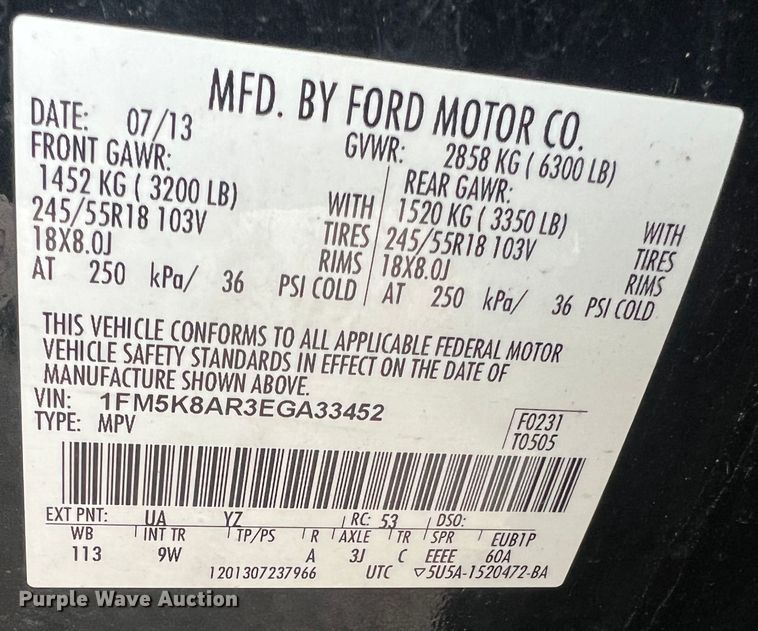 MFD. BY FORD MOTOR CO.
DATE: 07/13 GVWR: 2858 KG ( 6300 LB)
FRONT GAWR: REAR GAWR:
1452 KG ( 3200 LB) WITH 1520 KG ( 3350 LB) WITH
245/55R18 103V TIRES 245/55R18 103V TIRES
18X8.0J RIMS 18X8.0J RIMS
AT 250 kPa/ 36 PSI COLD AT 250 kPa/ 36 PSI COLD
THIS VEHICLE CONFORMS TO ALL APPLICABLE FEDERAL MOTOR
VEHICLE SAFETY STANDARDS IN EFFECT ON THE DATE OF
MANUFACTURE SHOWN ABOVE.
VIN: 1FM5K8AR3EGA33452 F0231
TYPE: MPV T0505
EXT PNT: UA YZ RC: 53 DSO:
WB INT TR TP/PS R AXLE TR SPR EUB1P
113 9W A 3J C EEEE 60A
1201307237966 UTC ▽5U5A-1520472-BA
Purple Wave Auction